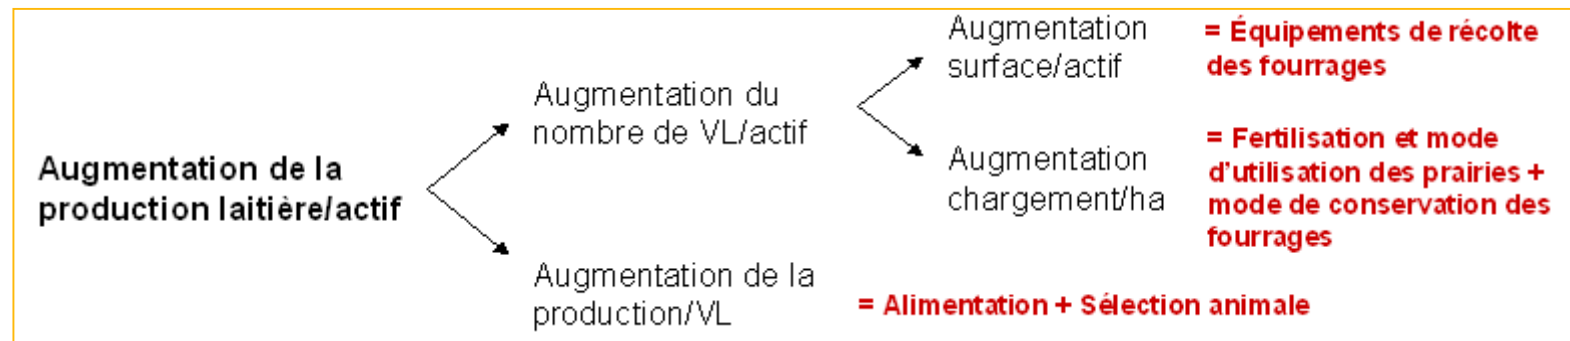 Augmentation de la
production laitière/actif
Augmentation du
nombre de VL/actif
Augmentation
surface/actif
= Équipements de récolte
des fourrages
Augmentation
chargement/ha
= Fertilisation et mode
d'utilisation des prairies +
mode de conservation des
fourrages
Augmentation de la
production/VL
= Alimentation + Sélection animale